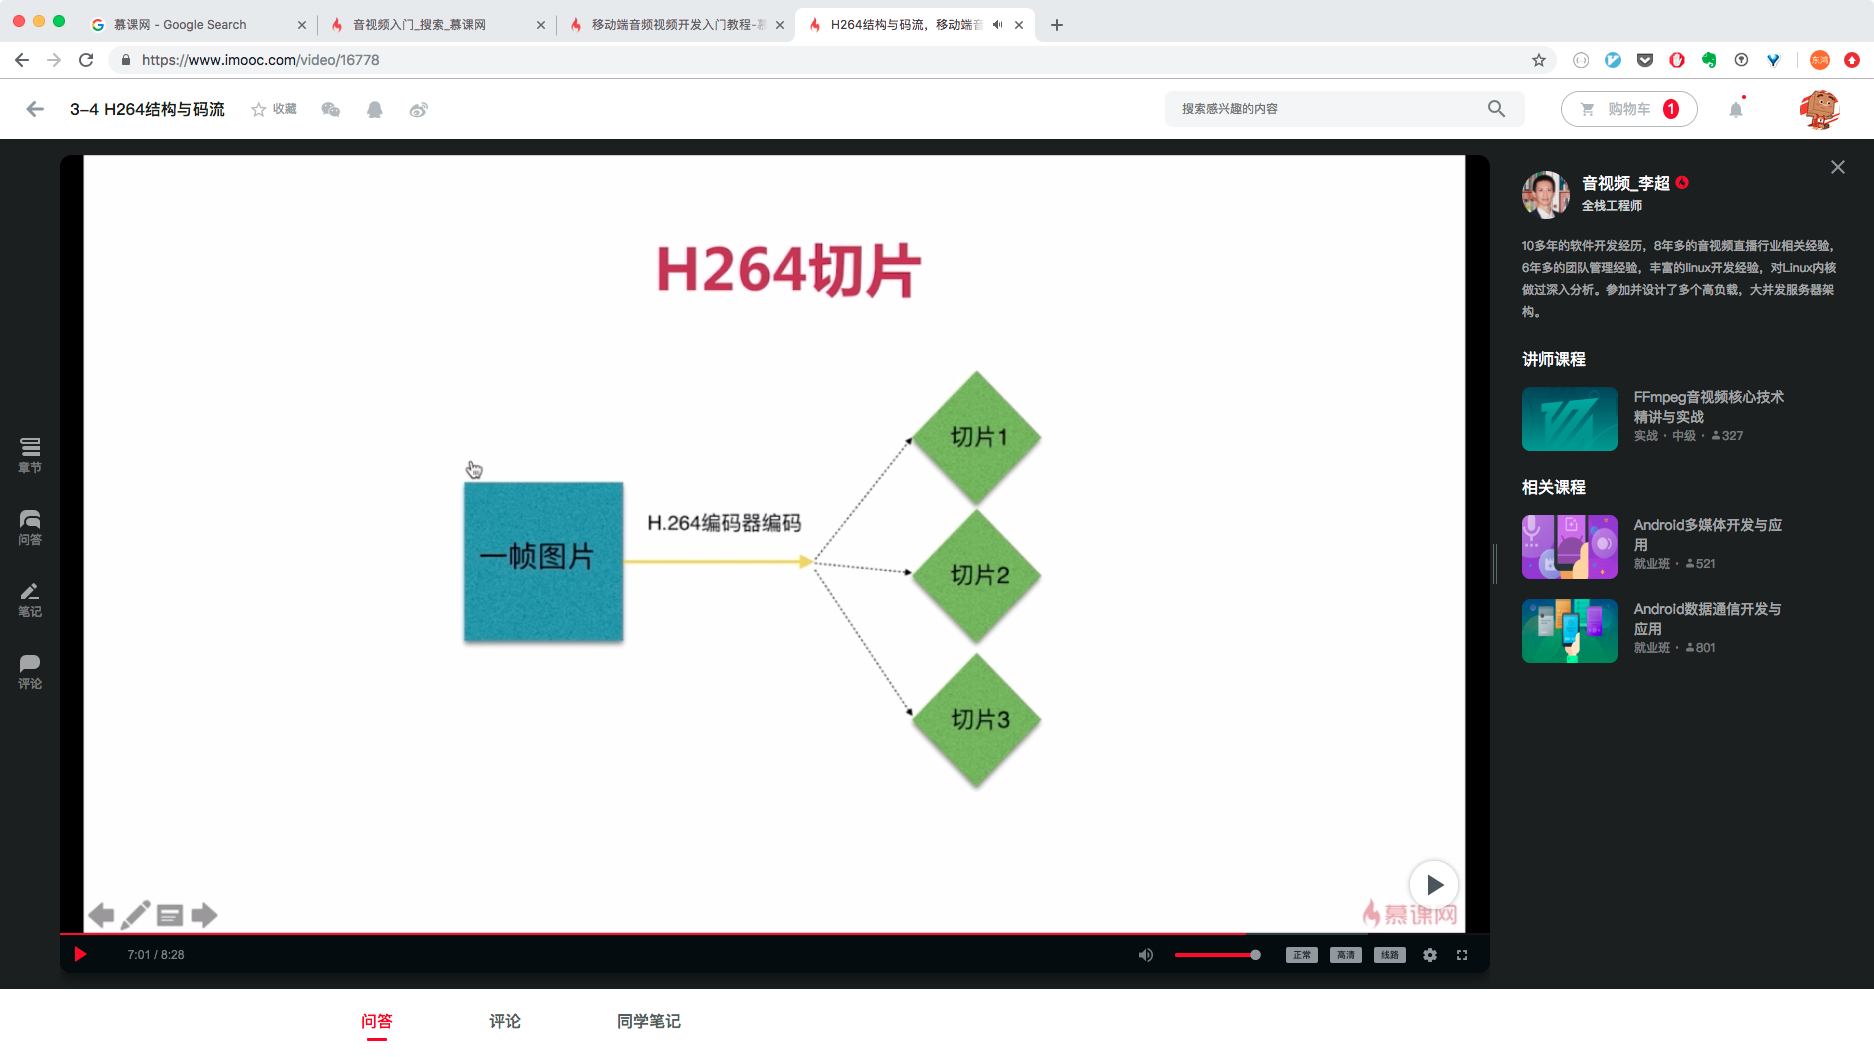 慕课网 - Google Search
音视频入门_搜索_慕课网
移动端音频视频开发入门教程-慕
H264结构与码流，移动端音
https://www.imooc.com/video/16778
东鸿
3-4 H264结构与码流
收藏
搜索感兴趣的内容
购物车
1
H264切片
切片1
H.264编码器编码
一帧图片
切片2
切片3
慕课网
7:01 / 8:28
正常
高清
线路
章节
问答
笔记
评论
音视频_李超
全栈工程师
10多年的软件开发经历，8年多的音视频直播行业相关经验，
6年多的团队管理经验，丰富的linux开发经验，对Linux内核
做过深入分析。参加并设计了多个高负载，大并发服务器架
构。
讲师课程
FFmpeg音视频核心技术
精讲与实战
实战 · 中级 · 327
相关课程
Android多媒体开发与应
用
就业班 · 521
Android数据通信开发与
应用
就业班 · 801
问答
评论
同学笔记